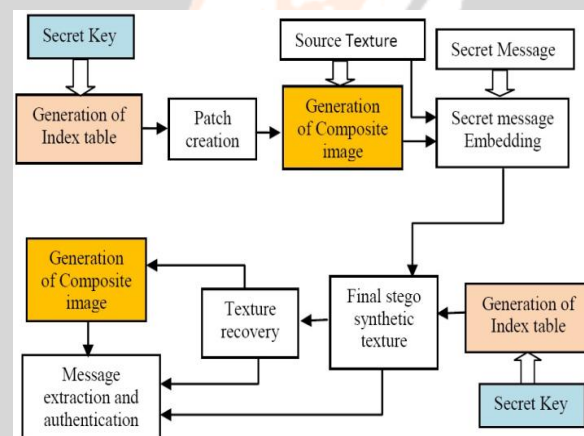 Secret Key
Source Texture
Secret Message
Generation of
Index table
Patch
creation
Generation
of Composite
image
Secret message
Embedding
Generation
of Composite
image
Texture
recovery
Final stego
synthetic
texture
Generation of
Index table
Message
extraction and
authentication
Secret Key